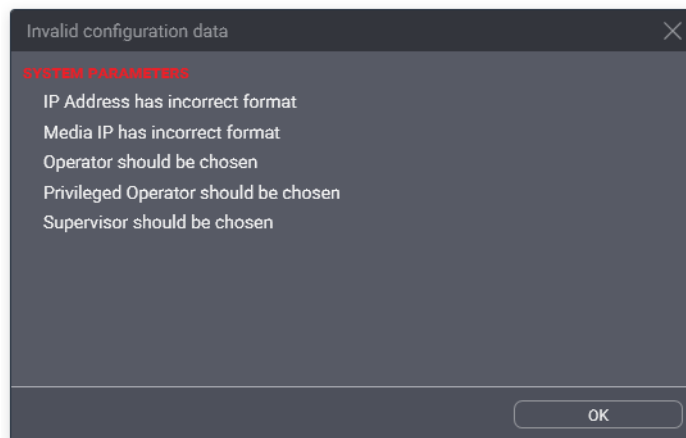 Invalid configuration data
SYSTEM PARAMETERS
IP Address has incorrect format
Media IP has incorrect format
Operator should be chosen
Privileged Operator should be chosen
Supervisor should be chosen
OK